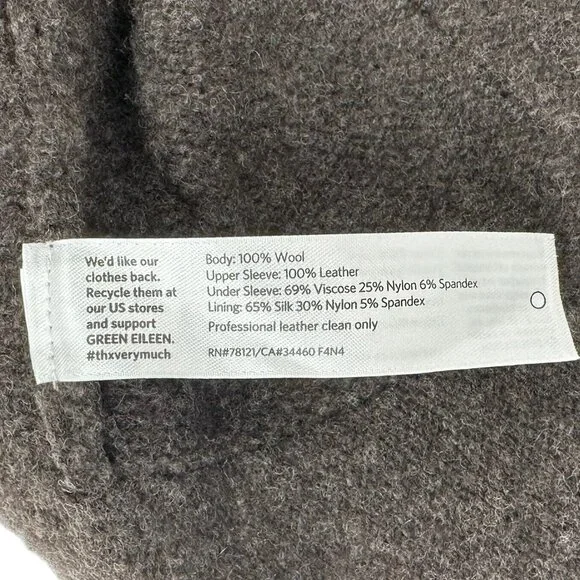 We'd like our
clothes back.
Recycle them at
our US stores
and support
GREEN EILEEN.
#thxverymuch
Body: 100% Wool
Upper Sleeve: 100% Leather
Under Sleeve: 69% Viscose 25% Nylon 6% Spandex
Lining: 65% Silk 30% Nylon 5% Spandex
Professional leather clean only
RN#78121/CA#34460 F4N4